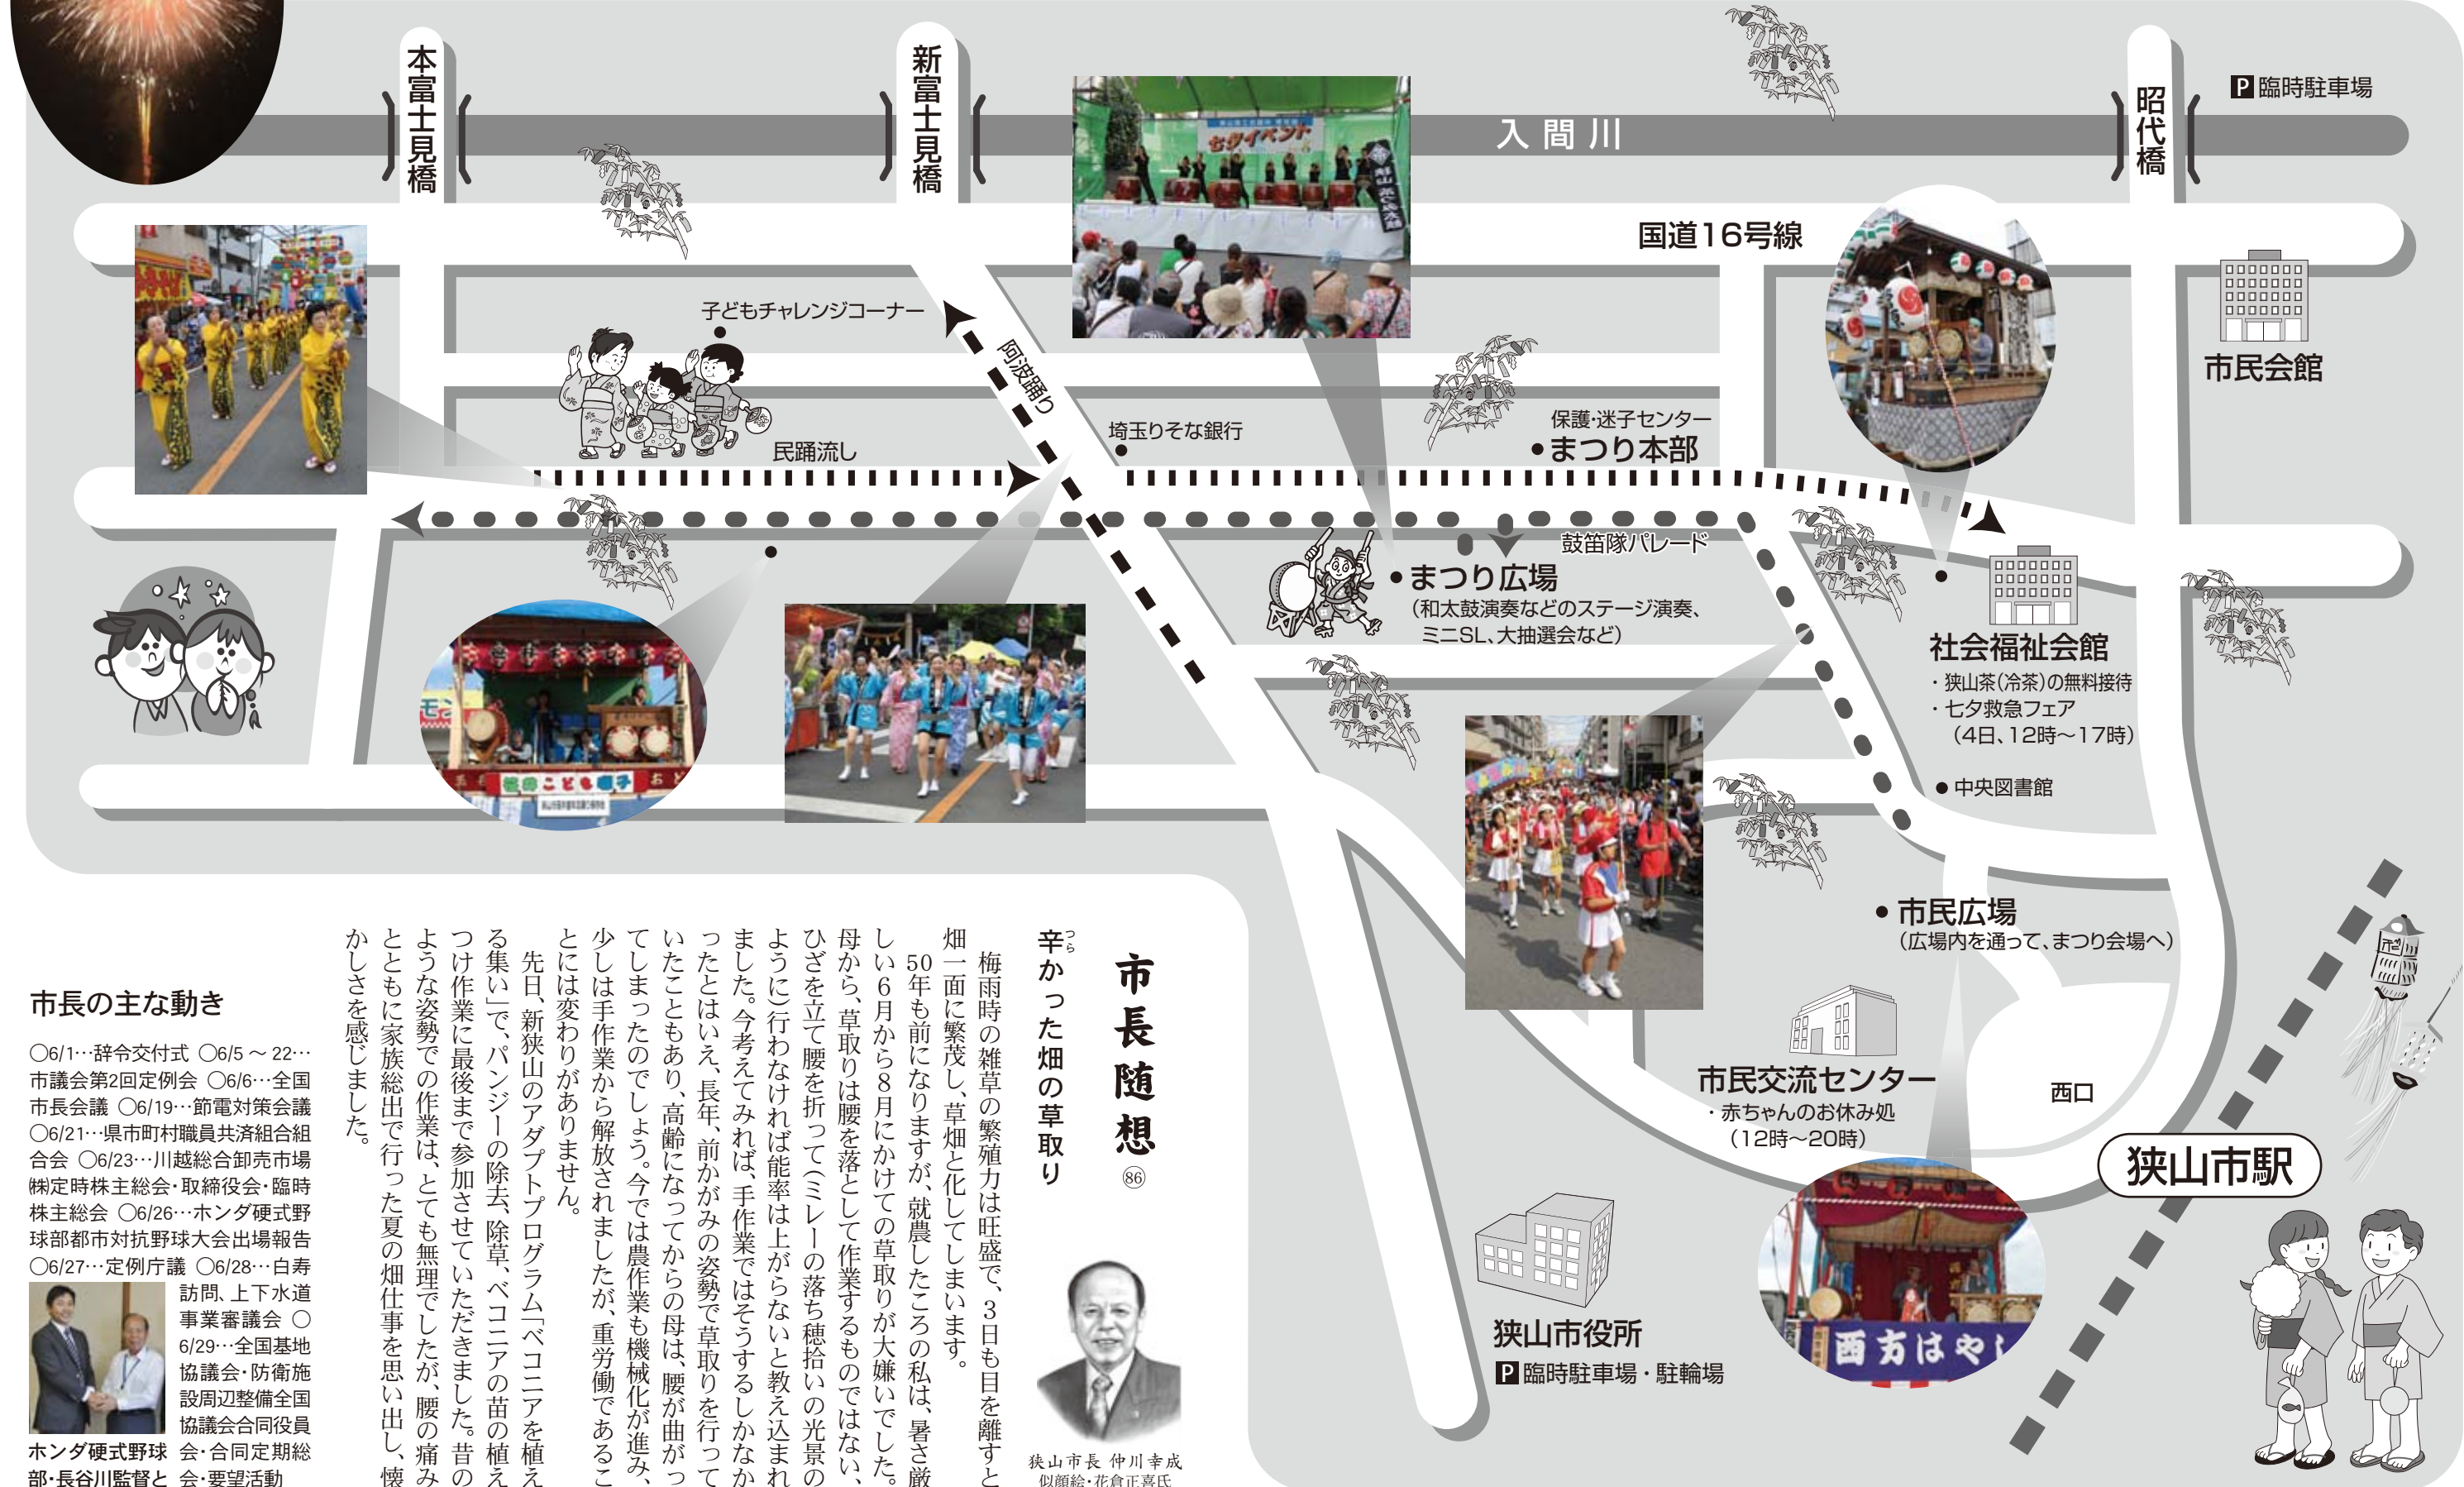 本富士見橋
新富士見橋
昭代橋
P臨時駐車場
入間川
七夕イベント
国道16号線
市民会館
子どもチャレンジコーナー
阿波踊り
埼玉りそな銀行
民踊流し
保護・迷子センター
・まつり本部
鼓笛隊パレード
・まつり広場
（和太鼓演奏などのステージ演奏、
ミニSL、大抽選会など）
社会福祉会館
・狭山茶（冷茶）の無料接待
・七夕救急フェア
（4日、12時～17時）
●中央図書館
笹井こども囃子
・市民広場
（広場内を通って、まつり会場へ）
市民交流センター
・赤ちゃんのお休み処
（12時～20時）
西口
狭山市駅
西方はやし
狭山市役所
P臨時駐車場・駐輪場
市長随想 86
辛かった畑の草取り
つら
梅雨時の雑草の繁殖力は旺盛で、３日も目を離すと
畑一面に繁茂し、草畑と化してしまいます。
50年も前になりますが、就農したころの私は、暑さ厳
しい６月から８月にかけての草取りが大嫌いでした。
母から、草取りは腰を落として作業するものではない、
ひざを立て腰を折って（ミレーの落ち穂拾いの光景の
ように）行わなければ能率は上がらないと教え込まれ
ました。今考えてみれば、手作業ではそうするしかなか
ったとはいえ、長年、前かがみの姿勢で草取りを行って
いたこともあり、高齢になってからの母は、腰が曲がっ
てしまったのでしょう。今では農作業も機械化が進み、
少しは手作業から解放されましたが、重労働であるこ
とには変わりがありません。
先日、新狭山のアダプトプログラム「ベコニアを植え
る集い」で、パンジーの除去、除草、ベコニアの苗の植え
つけ作業に最後まで参加させていただきました。昔の
ような姿勢での作業は、とても無理でしたが、腰の痛み
とともに家族総出で行った夏の畑仕事を思い出し、懐
かしさを感じました。
狭山市長 仲川幸成
似顔絵・花倉正喜氏
市長の主な動き
○6/1…辞令交付式 ○6/5～22…
市議会第2回定例会 ○6/6…全国
市長会議 ○6/19…節電対策会議
○6/21…県市町村職員共済組合組
合会 ○6/23…川越総合卸売市場
㈱定時株主総会・取締役会・臨時
株主総会 ○6/26…ホンダ硬式野
球部都市対抗野球大会出場報告
○6/27…定例庁議 ○6/28…白寿
訪問、上下水道
事業審議会 ○
6/29…全国基地
協議会・防衛施
設周辺整備全国
協議会合同役員
会・合同定期総
会・要望活動
ホンダ硬式野球
部・長谷川監督と